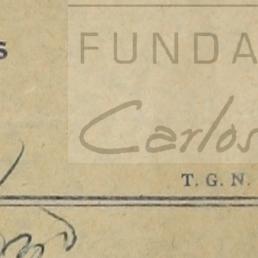 FUNDA
s
Carlos
T. G. N.